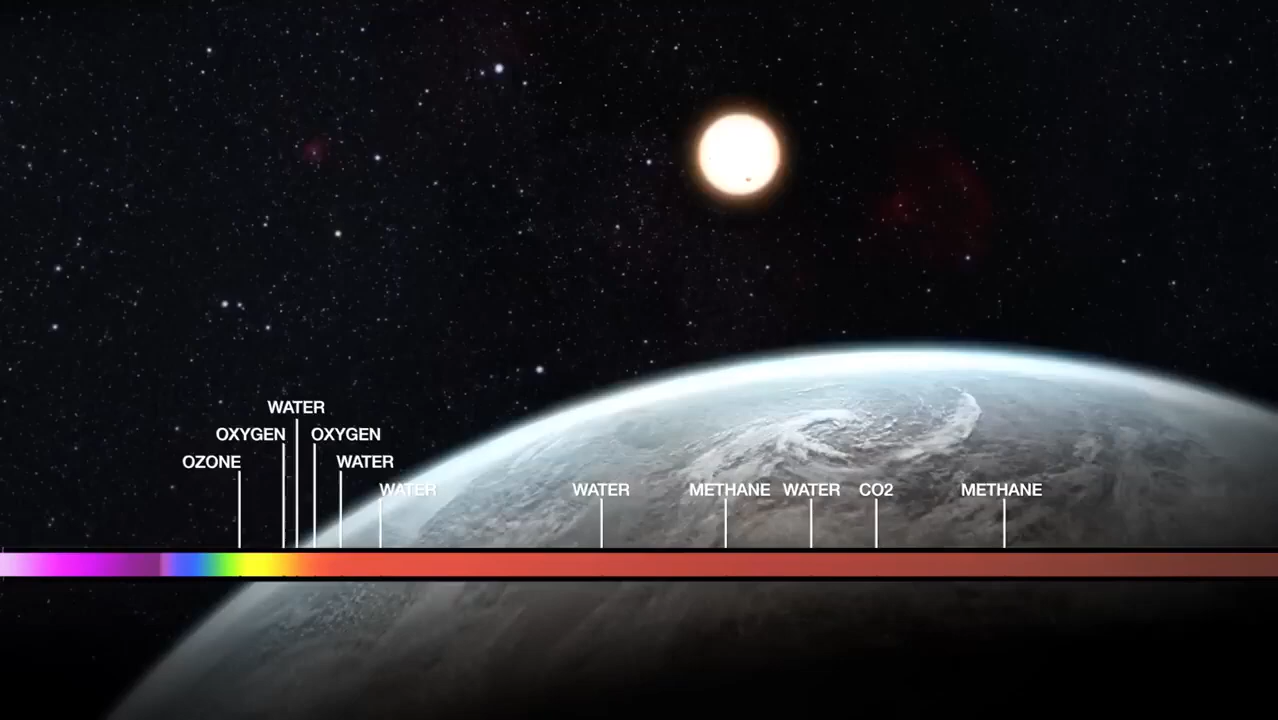 WATER
OXYGEN OXYGEN
OZONE WATER
WATER WATER METHANE WATER CO2 METHANE